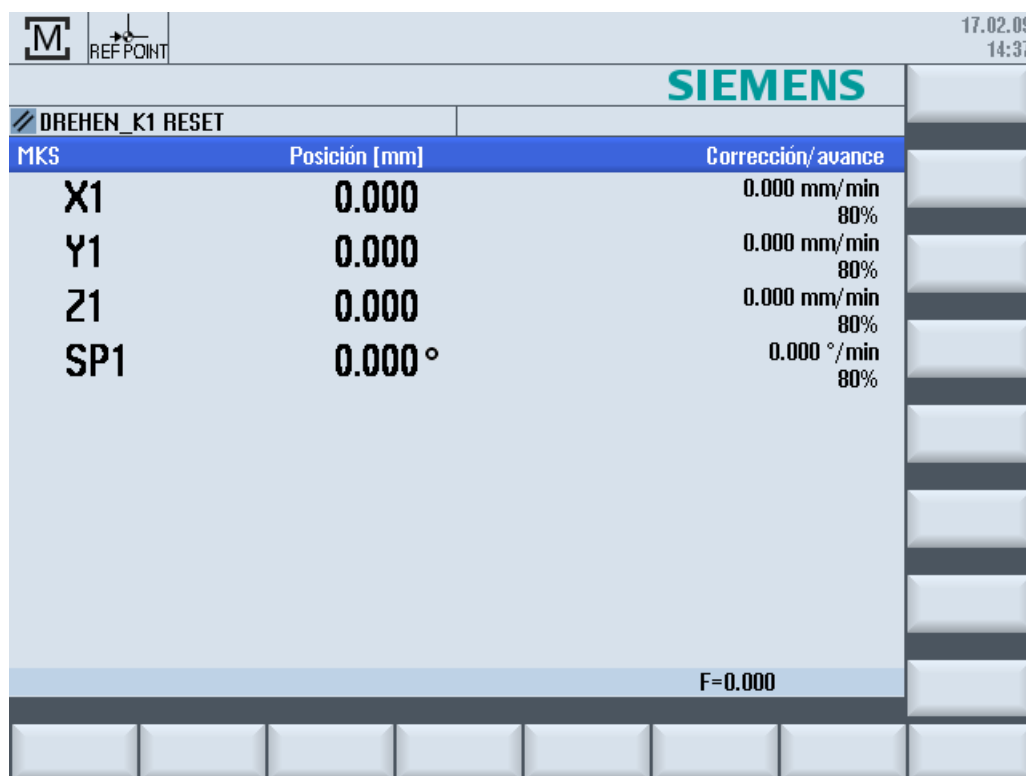 M
REF POINT
17.02.09
14:37
SIEMENS
DREHEN_K1 RESET
MKS Posición [mm] Corrección/avance
X1 0.000 0.000 mm/min
80%
Y1 0.000 0.000 mm/min
80%
Z1 0.000 0.000 mm/min
80%
SP1 0.000° 0.000 °/min
80%
F=0.000